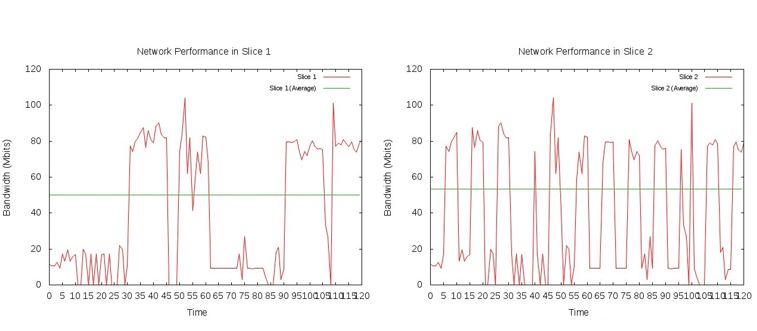 Network Performance in Slice 1
120
100
80
60
40
20
0
Bandwidth (Mbits)
Slice 1
Slice 1(Average)
0 5 10 15 20 25 30 35 40 45 50 55 60 65 70 75 80 85 90 95 100 105 110 115 120
Time
Network Performance in Slice 2
120
100
80
60
40
20
0
Bandwidth (Mbits)
Slice 2
Slice 2(Average)
0 5 10 15 20 25 30 35 40 45 50 55 60 65 70 75 80 85 90 95 100 105 110 115 120
Time